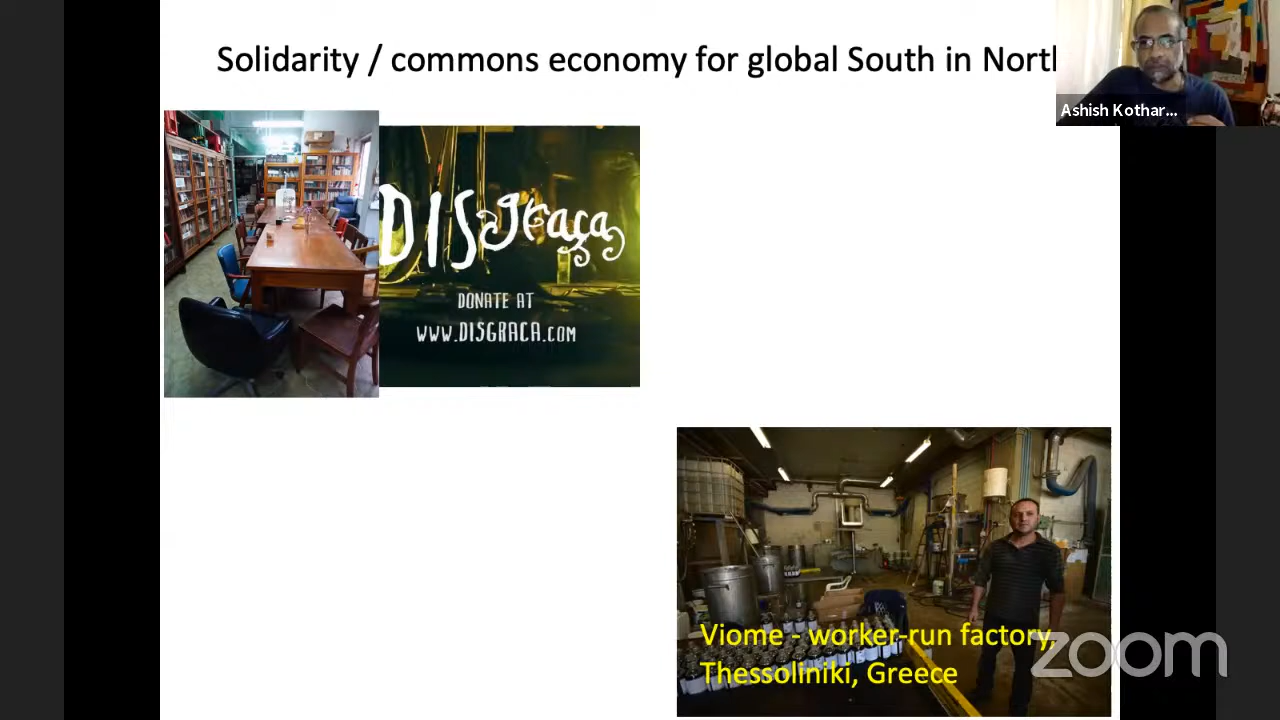 Solidarity / commons economy for global South in North
Ashish Kothar...
DISgraça
DONATE AT
WWW.DISGRACA.COM
Viome - worker-run factory,
Thessoliniki, Greece
zoom